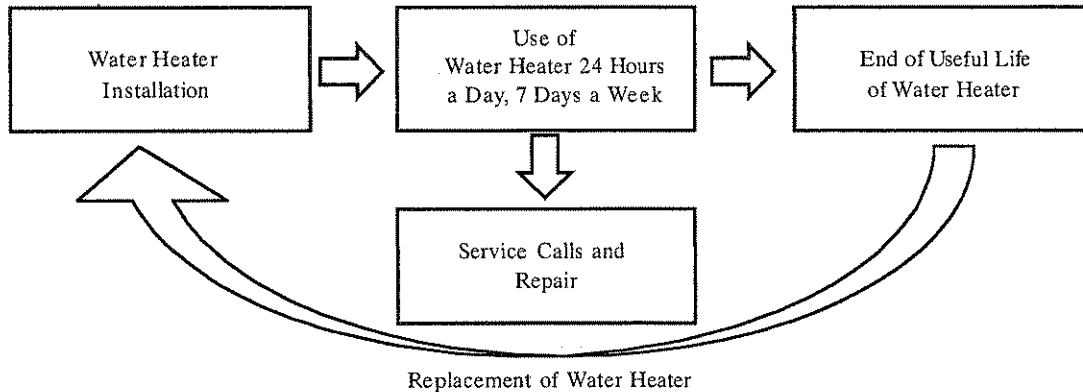 Water Heater
Installation
Use of
Water Heater 24 Hours
a Day, 7 Days a Week
End of Useful Life
of Water Heater
Service Calls and
Repair
Replacement of Water Heater